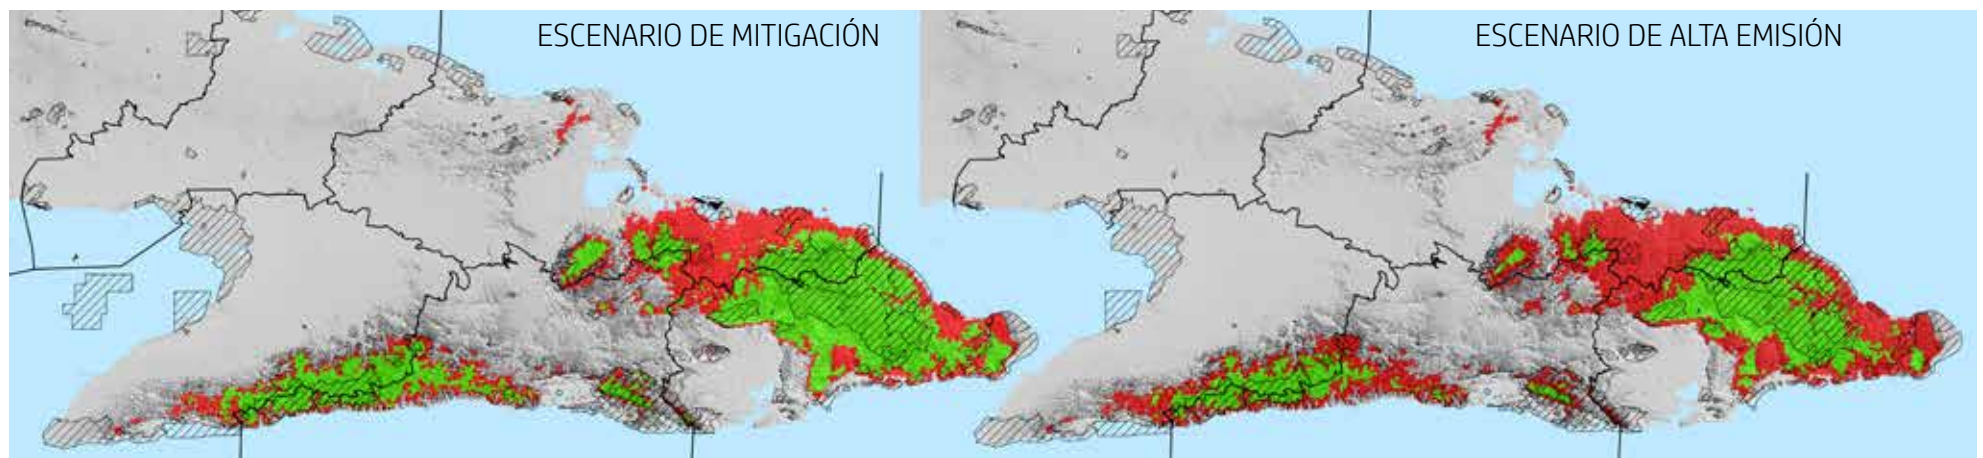 ESCENARIO DE MITIGACIÓN
ESCENARIO DE ALTA EMISIÓN